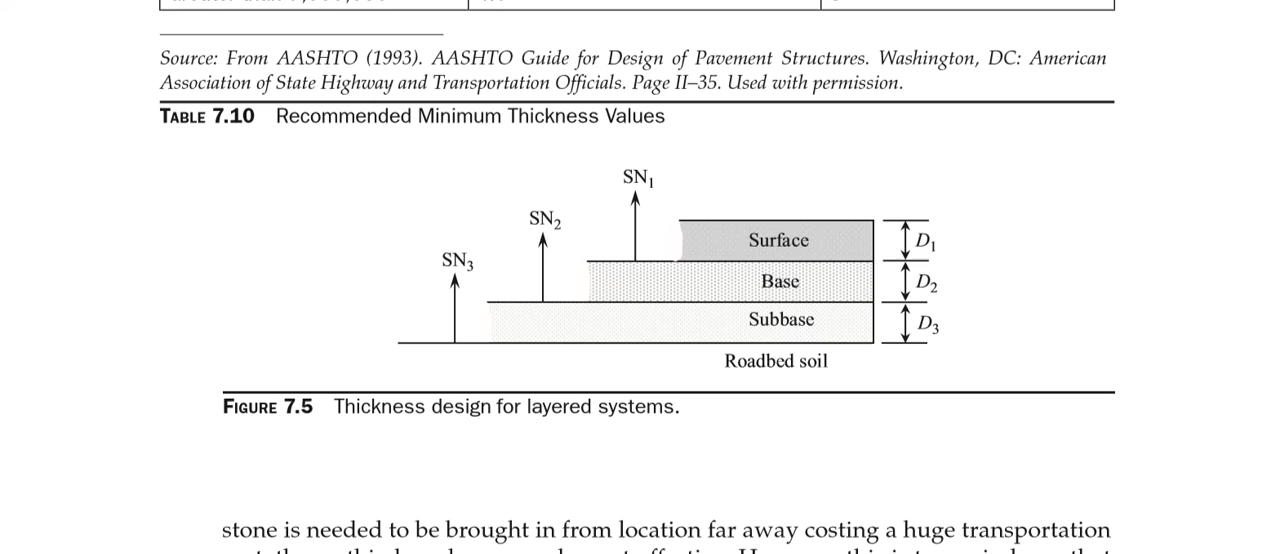 Source: From AASHTO (1993). AASHTO Guide for Design of Pavement Structures. Washington, DC: American
Association of State Highway and Transportation Officials. Page II–35. Used with permission.
TABLE 7.10 Recommended Minimum Thickness Values
SN₁
SN₂
SN₃
Surface
D₁
Base
D₂
Subbase
D₃
Roadbed soil
FIGURE 7.5 Thickness design for layered systems.
stone is needed to be brought in from location far away costing a huge transportation